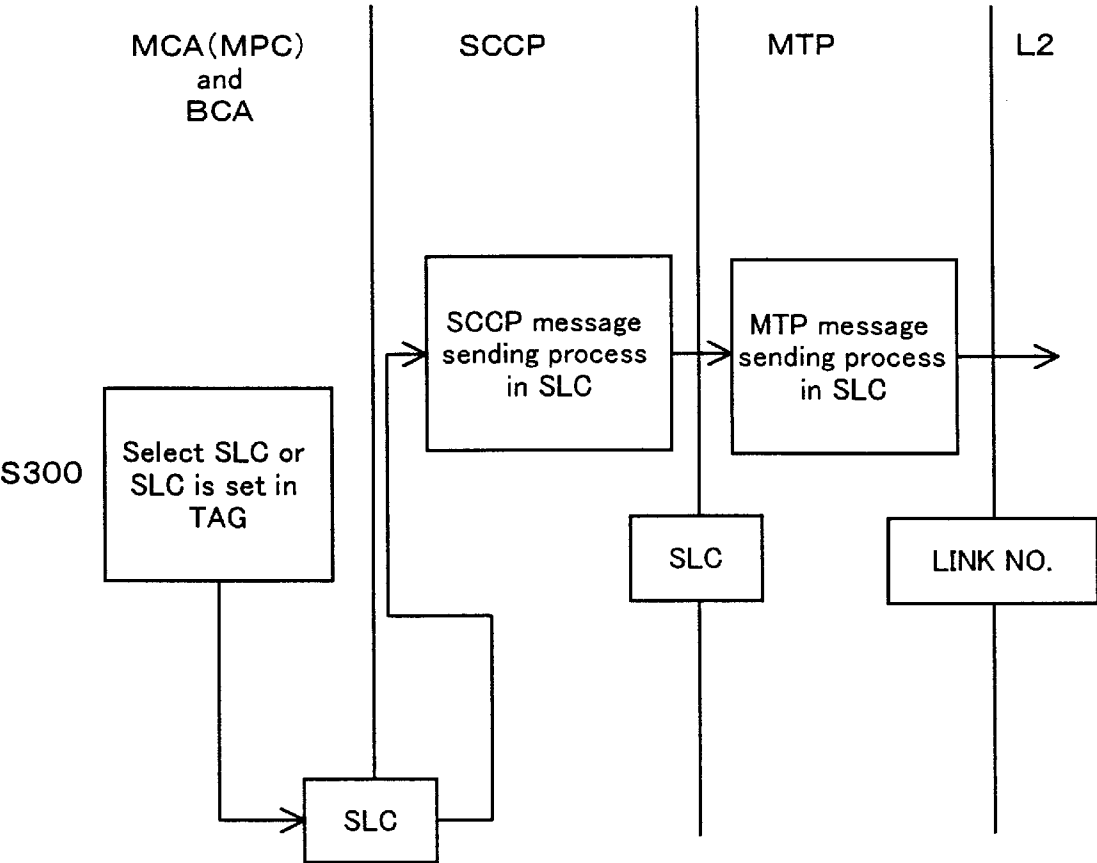 MCA(MPC)
and
BCA
SCCP
MTP
L2
SCCP message
sending process
in SLC
MTP message
sending process
in SLC
S300
Select SLC or
SLC is set in
TAG
SLC
LINK NO.
SLC